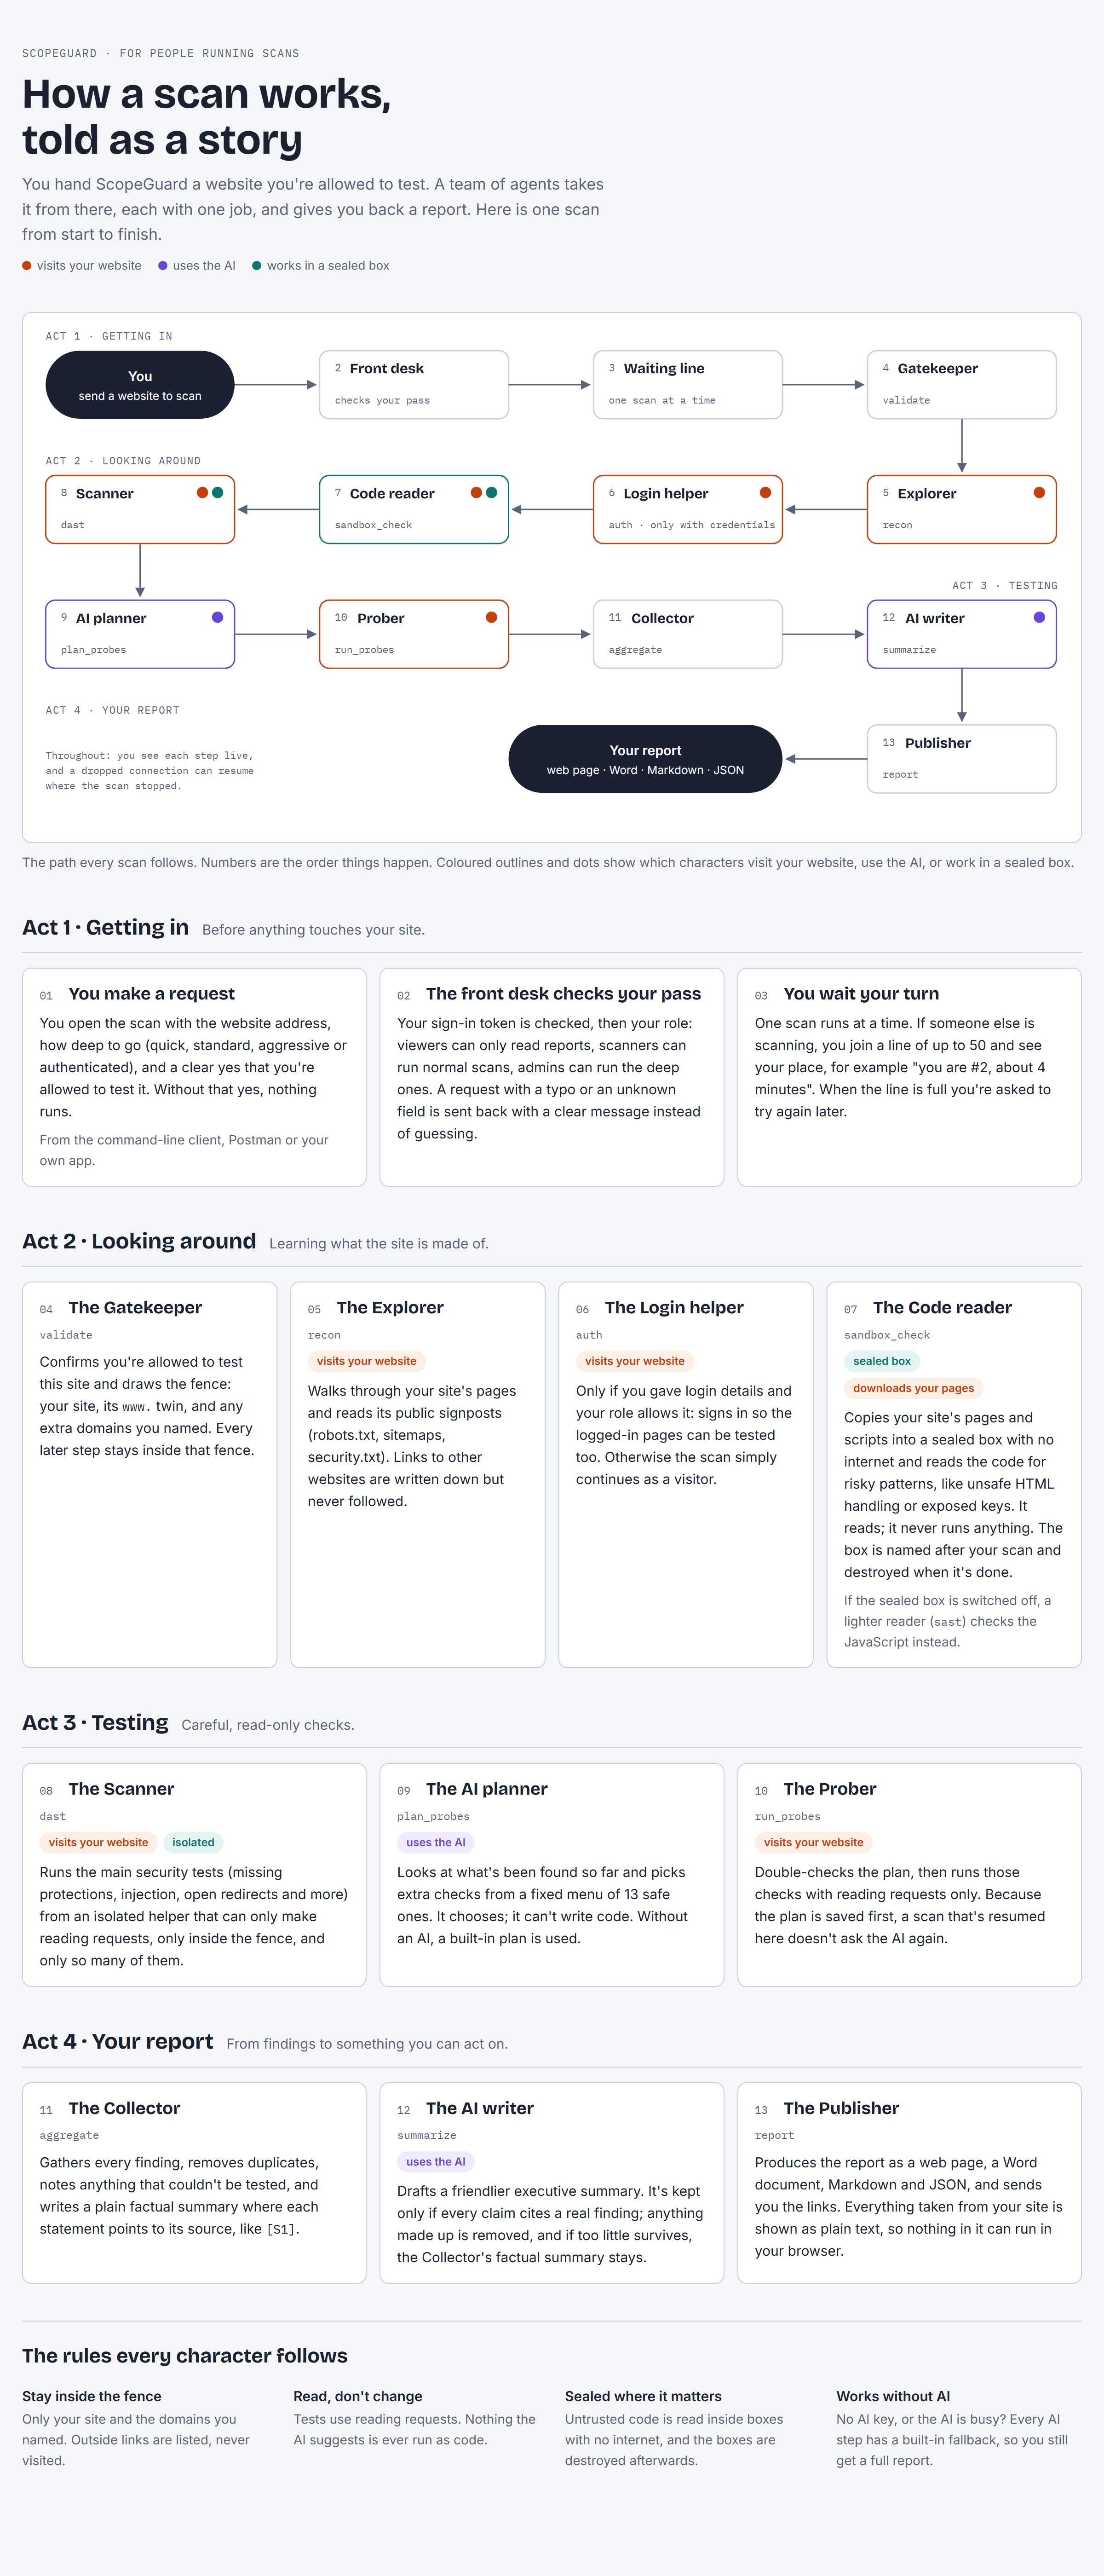 SCOPEGUARD · FOR PEOPLE RUNNING SCANS
How a scan works,
told as a story
You hand ScopeGuard a website you're allowed to test. A team of agents takes
it from there, each with one job, and gives you back a report. Here is one scan
from start to finish.
visits your website
uses the AI
works in a sealed box
ACT 1 · GETTING IN
You
send a website to scan
2 Front desk
checks your pass
3 Waiting line
one scan at a time
4 Gatekeeper
validate
ACT 2 · LOOKING AROUND
8 Scanner
dast
7 Code reader
sandbox_check
6 Login helper
auth · only with credentials
5 Explorer
recon
ACT 3 · TESTING
9 AI planner
plan_probes
10 Prober
run_probes
11 Collector
aggregate
12 AI writer
summarize
ACT 4 · YOUR REPORT
Throughout: you see each step live,
and a dropped connection can resume
where the scan stopped.
Your report
web page · Word · Markdown · JSON
13 Publisher
report
The path every scan follows. Numbers are the order things happen. Coloured outlines and dots show which characters visit your website, use the AI, or work in a sealed box.
Act 1 · Getting in Before anything touches your site.
01 You make a request
You open the scan with the website address,
how deep to go (quick, standard, aggressive or
authenticated), and a clear yes that you're
allowed to test it. Without that yes, nothing
runs.
From the command-line client, Postman or your
own app.
02 The front desk checks your pass
Your sign-in token is checked, then your role:
viewers can only read reports, scanners can
run normal scans, admins can run the deep
ones. A request with a typo or an unknown
field is sent back with a clear message instead
of guessing.
03 You wait your turn
One scan runs at a time. If someone else is
scanning, you join a line of up to 50 and see
your place, for example "you are #2, about 4
minutes". When the line is full you're asked to
try again later.
Act 2 · Looking around Learning what the site is made of.
04 The Gatekeeper
validate
Confirms you're allowed to test
this site and draws the fence:
your site, its www. twin, and any
extra domains you named. Every
later step stays inside that fence.
05 The Explorer
recon
visits your website
Walks through your site's pages
and reads its public signposts
(robots.txt, sitemaps,
security.txt). Links to other
websites are written down but
never followed.
06 The Login helper
auth
visits your website
Only if you gave login details and
your role allows it: signs in so the
logged-in pages can be tested
too. Otherwise the scan simply
continues as a visitor.
07 The Code reader
sandbox_check
sealed box
downloads your pages
Copies your site's pages and
scripts into a sealed box with no
internet and reads the code for
risky patterns, like unsafe HTML
handling or exposed keys. It
reads; it never runs anything. The
box is named after your scan and
destroyed when it's done.
If the sealed box is switched off, a
lighter reader (sast) checks the
JavaScript instead.
Act 3 · Testing Careful, read-only checks.
08 The Scanner
dast
visits your website isolated
Runs the main security tests (missing
protections, injection, open redirects and more)
from an isolated helper that can only make
reading requests, only inside the fence, and
only so many of them.
09 The AI planner
plan_probes
uses the AI
Looks at what's been found so far and picks
extra checks from a fixed menu of 13 safe
ones. It chooses; it can't write code. Without
an AI, a built-in plan is used.
10 The Prober
run_probes
visits your website
Double-checks the plan, then runs those
checks with reading requests only. Because
the plan is saved first, a scan that's resumed
here doesn't ask the AI again.
Act 4 · Your report From findings to something you can act on.
11 The Collector
aggregate
Gathers every finding, removes duplicates,
notes anything that couldn't be tested, and
writes a plain factual summary where each
statement points to its source, like [S1].
12 The AI writer
summarize
uses the AI
Drafts a friendlier executive summary. It's kept
only if every claim cites a real finding; anything
made up is removed, and if too little survives,
the Collector's factual summary stays.
13 The Publisher
report
Produces the report as a web page, a Word
document, Markdown and JSON, and sends
you the links. Everything taken from your site is
shown as plain text, so nothing in it can run in
your browser.
The rules every character follows
Stay inside the fence
Only your site and the domains you
named. Outside links are listed, never
visited.
Read, don't change
Tests use reading requests. Nothing the
AI suggests is ever run as code.
Sealed where it matters
Untrusted code is read inside boxes
with no internet, and the boxes are
destroyed afterwards.
Works without AI
No AI key, or the AI is busy? Every AI
step has a built-in fallback, so you still
get a full report.